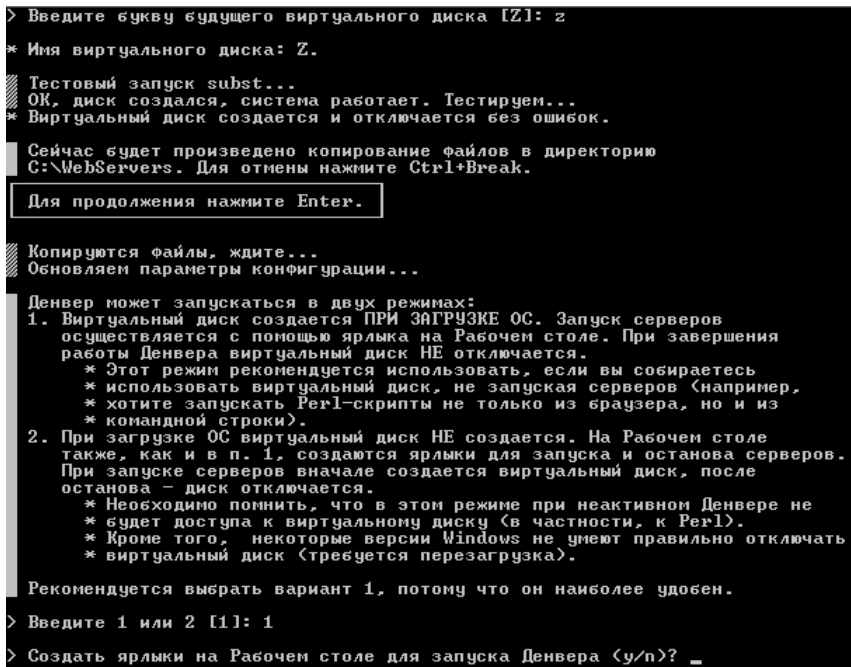 > Введите букву будущего виртуального диска [Z]: z
* Имя виртуального диска: Z.
Тестовый запуск subst...
ОК, диск создался, система работает. Тестируем...
* Виртуальный диск создается и отключается без ошибок.
Сейчас будет произведено копирование файлов в директорию
C:\WebServers. Для отмены нажмите Ctrl+Break.
Для продолжения нажмите Enter.
Копируются файлы, ждите...
Обновляем параметры конфигурации...
Денвер может запускаться в двух режимах:
1. Виртуальный диск создается ПРИ ЗАГРУЗКЕ ОС. Запуск серверов
осуществляется с помощью ярлыка на Рабочем столе. При завершения
работы Денвера виртуальный диск НЕ отключается.
* Этот режим рекомендуется использовать, если вы собираетесь
* использовать виртуальный диск, не запуская серверов (например,
* хотите запускать Perl-скрипты не только из браузера, но и из
* командной строки).
2. При загрузке ОС виртуальный диск НЕ создается. На Рабочем столе
также, как и в п. 1, создаются ярлыки для запуска и останова серверов.
При запуске серверов вначале создается виртуальный диск, после
останова – диск отключается.
* Необходимо помнить, что в этом режиме при неактивном Денвере не
* будет доступа к виртуальному диску (в частности, к Perl).
* Кроме того, некоторые версии Windows не умеют правильно отключать
* виртуальный диск (требуется перезагрузка).
Рекомендуется выбрать вариант 1, потому что он наиболее удобен.
> Введите 1 или 2 [1]: 1
> Создать ярлыки на Рабочем столе для запуска Денвера (y/n)? _